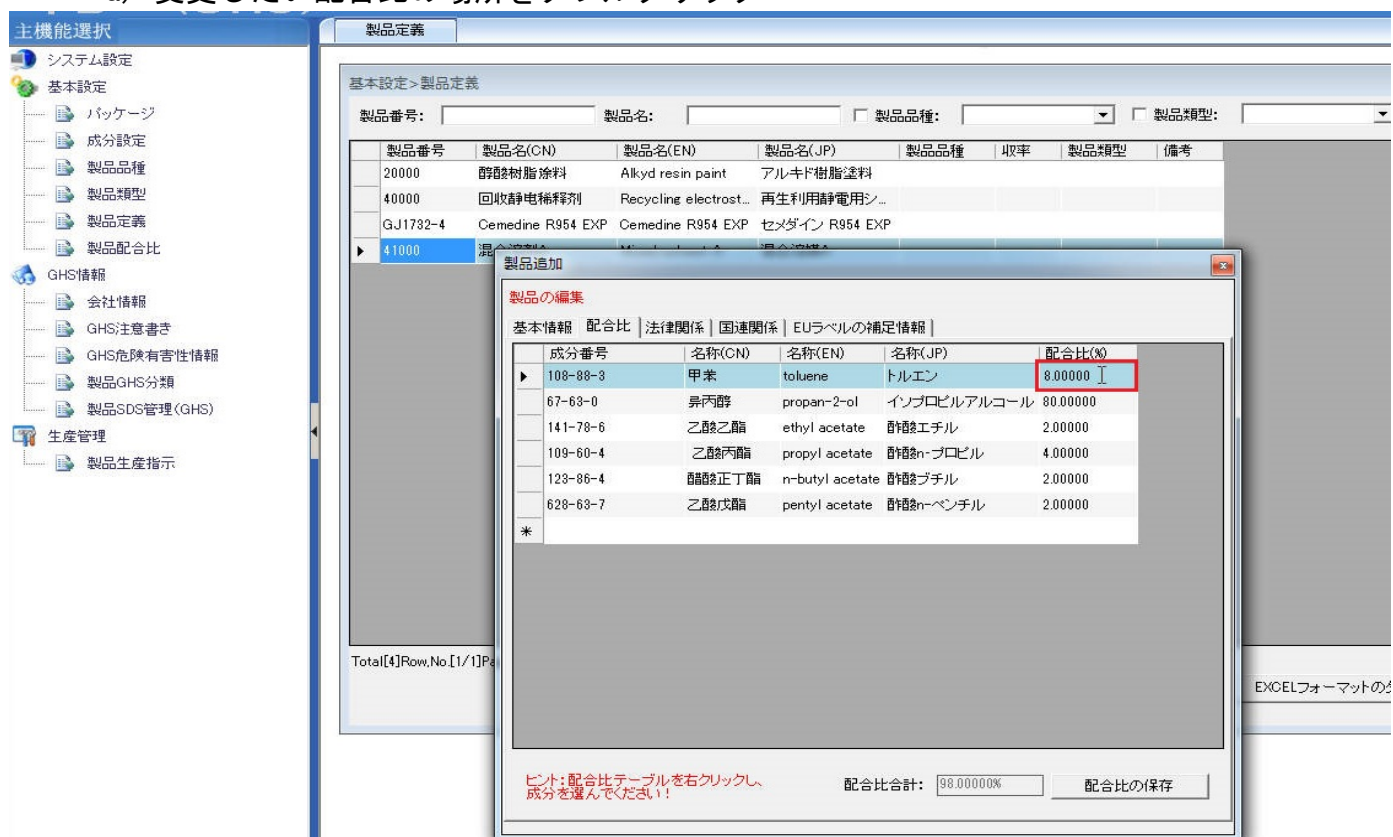 主機能選択
製品定義
システム設定
基本設定
パッケージ
成分設定
製品品種
製品類型
製品定義
製品配合比
GHS情報
会社情報
GHS注意書き
GHS危険有害性情報
製品GHS分類
製品SDS管理(GHS)
生産管理
製品生産指示
基本設定>製品定義
製品番号: 製品名: 製品品種: 製品類型:
製品番号 製品名(CN) 製品名(EN) 製品名(JP) 製品品種 収率 製品類型 備考
20000 醇酸树脂涂料 Alkyd resin paint アルキド樹脂塗料
40000 回收静电稀释剂 Recycling electrost... 再生利用静電用シ...
GJ1732-4 Cemedine R954 EXP Cemedine R954 EXP セメダイン R954 EXP
41000
製品追加
製品の編集
基本情報 配合比 法律関係 国連関係 EUラベルの補足情報
成分番号 名称(CN) 名称(EN) 名称(JP) 配合比(%)
108-88-3 甲苯 toluene トルエン 8.00000
67-63-0 异丙醇 propan-2-ol イソプロピルアルコール 80.00000
141-78-6 乙酸乙酯 ethyl acetate 酢酸エチル 2.00000
109-60-4 乙酸丙酯 propyl acetate 酢酸n-プロピル 4.00000
123-86-4 醋酸正丁酯 n-butyl acetate 酢酸ブチル 2.00000
628-63-7 乙酸戊酯 pentyl acetate 酢酸n-ペンチル 2.00000
*
Total[4]Row,No.[1/1]Pa
EXCELフォーマットの
ヒント:配合比テーブルを右クリックし、
成分を選んでください!
配合比合計: 98.00000% 配合比の保存